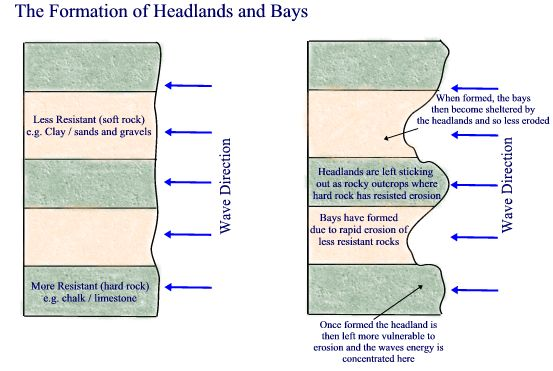 The Formation of Headlands and Bays
Less Resistant (soft rock)
e.g. Clay / sands and gravels
More Resistant (hard rock)
e.g. chalk / limestone
Wave Direction
When formed, the bays
then become sheltered by
the headlands and so less eroded
Headlands are left sticking
out as rocky outcrops where
hard rock has resisted erosion
Bays have formed
due to rapid erosion of
less resistant rocks
Wave Direction
Once formed the headland is
then left more vulnerable to
erosion and the waves energy is
concentrated here